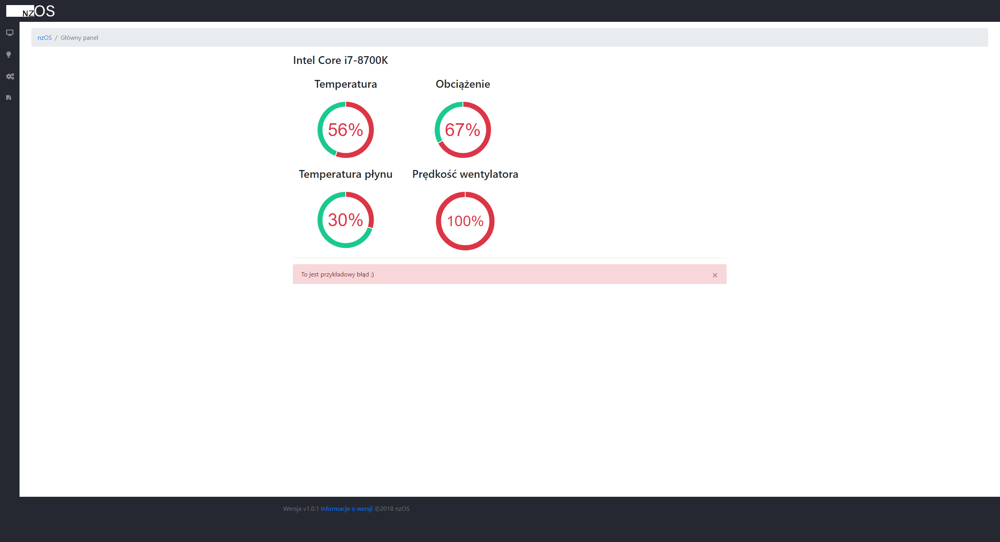 NZOS
nzOS / Główny panel
Intel Core i7-8700K
Temperatura
Obciążenie
56%
67%
Temperatura płynu
Prędkość wentylatora
30%
100%
To jest przykładowy błąd ;)
×
Wersja v1.0.1 Informacje o wersji ©2018 nzOS